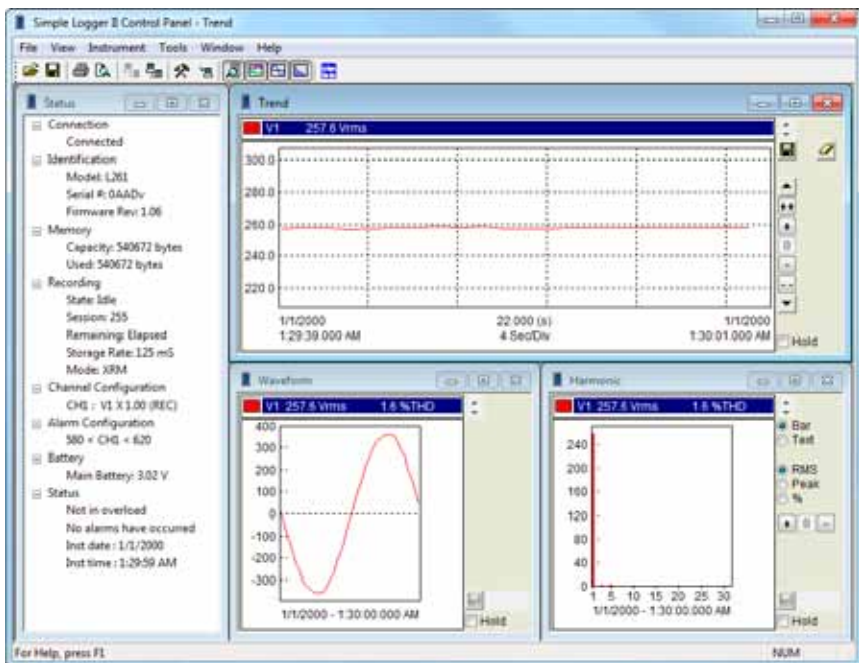 Simple Logger II Control Panel - Trend
File View Instrument Tools Window Help
Status
Connection
Connected
Identification
Model: L261
Serial #: 0AADv
Firmware Rev: 1.06
Memory
Capacity: 540672 bytes
Used: 540672 bytes
Recording
State: Idle
Session: 255
Remaining: Elapsed
Storage Rate: 125 mS
Mode: XRM
Channel Configuration
CH1 : V1 X 1.00 (REC)
Alarm Configuration
580 < CH1 < 620
Battery
Main Battery: 3.02 V
Status
Not in overload
No alarms have occurred
Inst date : 1/1/2000
Inst time : 1:29:59 AM
Trend
V1 257.6 Vrms
300.0
280.0
260.0
240.0
220.0
1/1/2000 22.000 (s) 1/1/2000
1:29:39.000 AM 4 Sec/Div 1:30:01.000 AM
0
Hold
Waveform
V1 257.6 Vrms 1.6 %THD
400
300
200
100
0
-100
-200
-300
1/1/2000 - 1:30:00.000 AM
Hold
Harmonic
V1 257.6 Vrms 1.6 %THD
240
200
160
120
80
40
0
1 5 10 15 20 25 30
1/1/2000 - 1:30:00.000 AM
Bar
Text
RMS
Peak
%
0
Hold
For Help, press F1
NUM